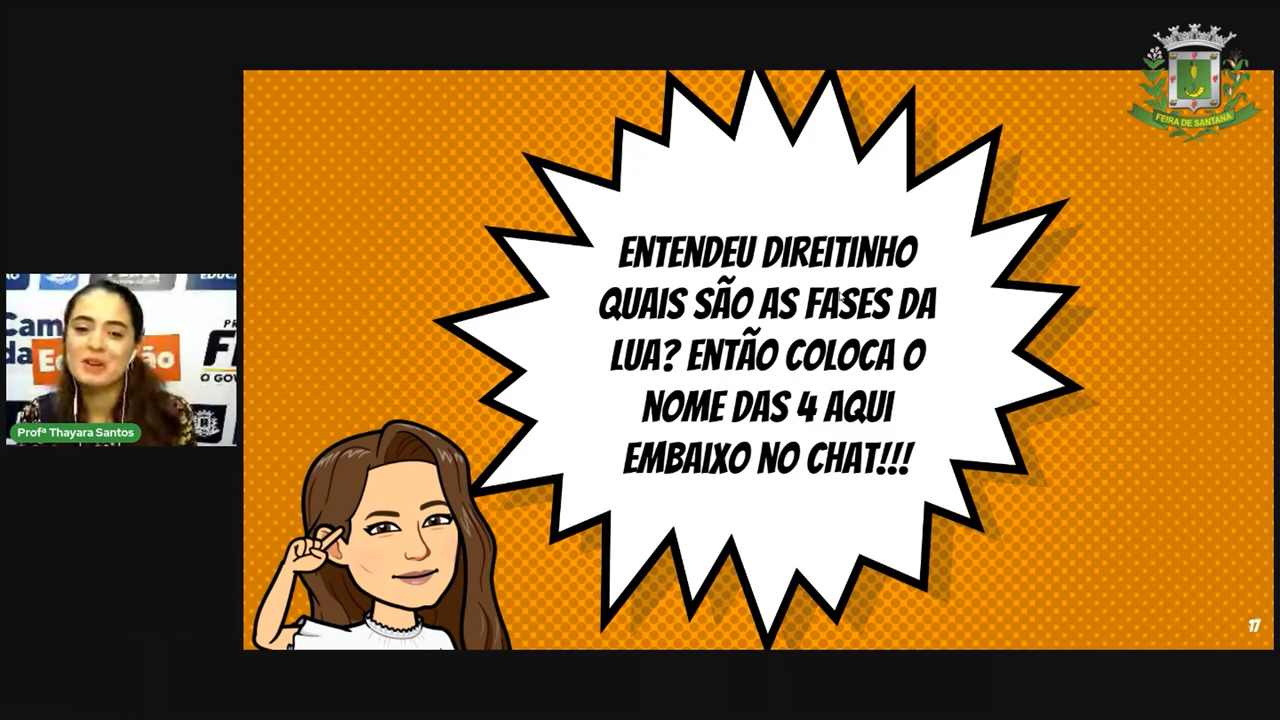 FEIRA DE SANTANA
ENTENDEU DIREITINHO
QUAIS SÃO AS FASES DA
LUA? ENTÃO COLOCA O
NOME DAS 4 AQUI
EMBAIXO NO CHAT!!!
Profª Thayara Santos
17